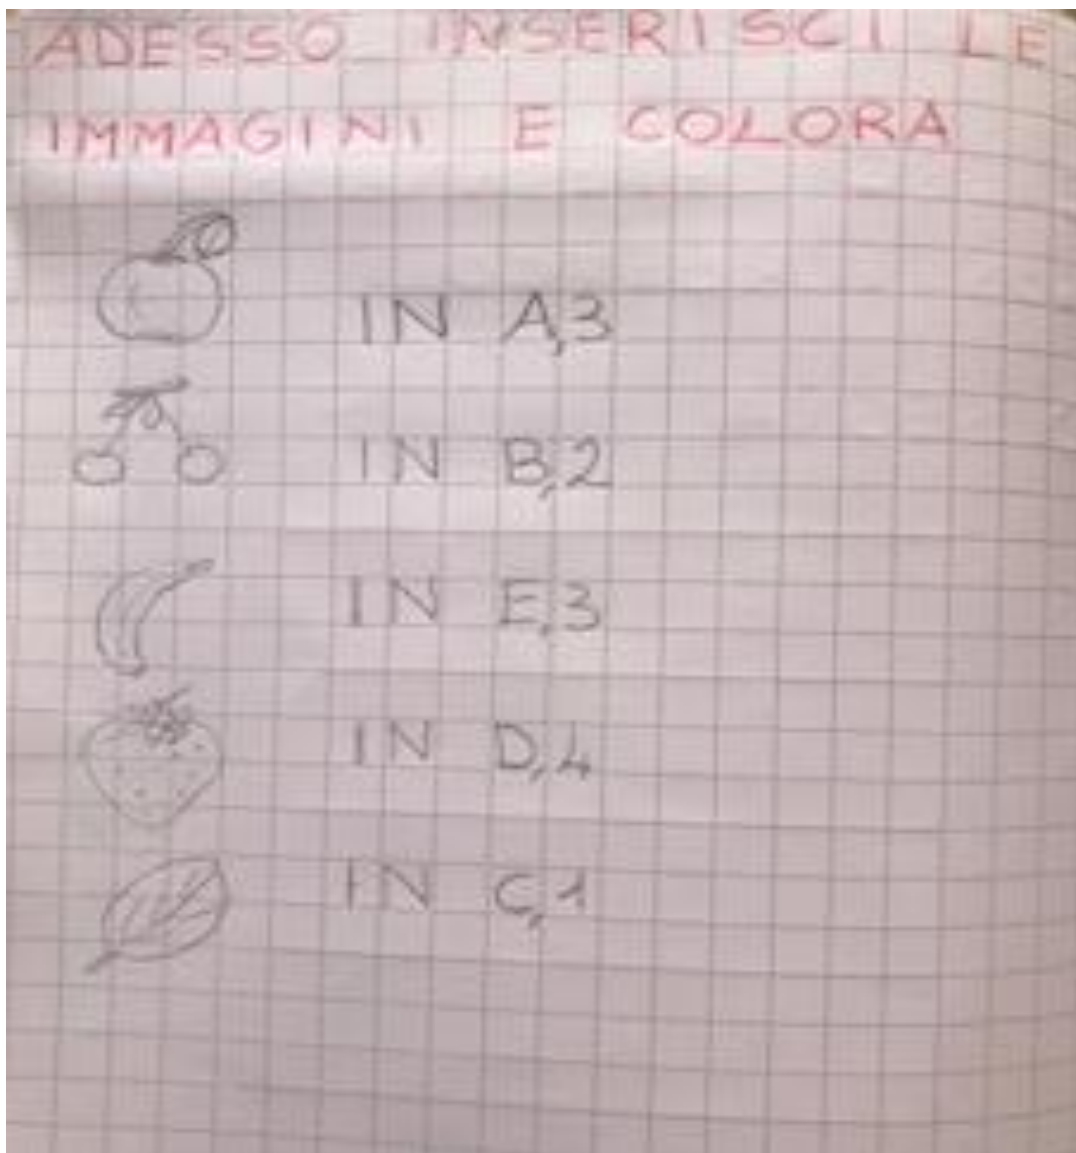 ADESSO INSERISCI LE
IMMAGINI E COLORA
IN A,3
IN B,2
IN E,3
IN D,4
IN C,1